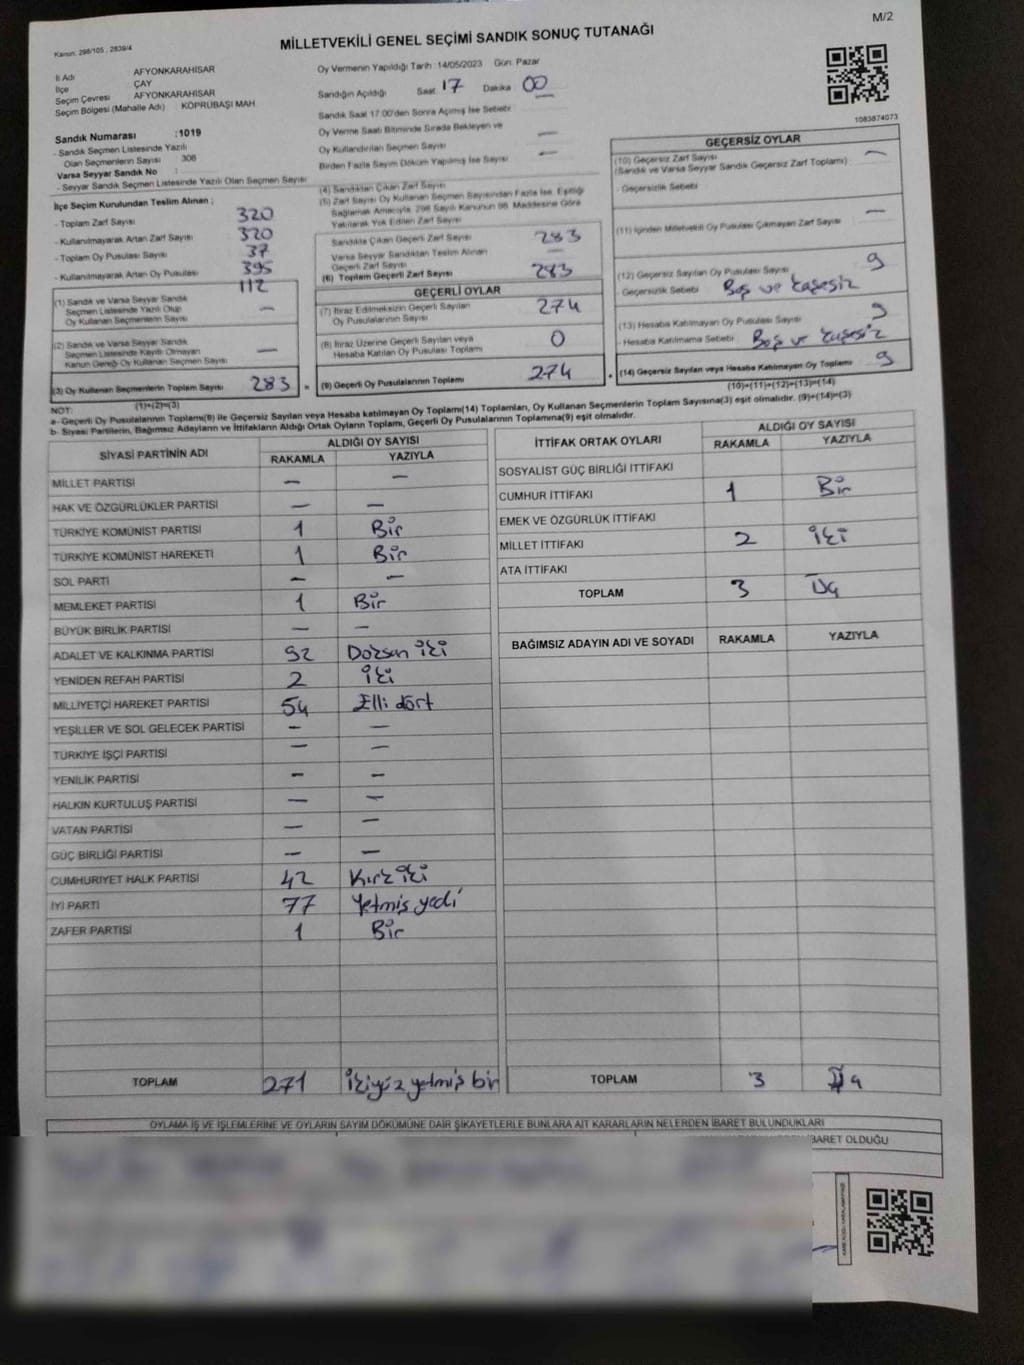 M/2
Kanun: 298/105 , 2839/4
MİLLETVEKİLİ GENEL SEÇİMİ SANDIK SONUÇ TUTANAĞI
İl Adı : AFYONKARAHİSAR
İlçe : ÇAY
Seçim Çevresi : AFYONKARAHİSAR
Seçim Bölgesi (Mahalle Adı) : KÖPRÜBAŞI MAH
Sandık Numarası :1019
- Sandık Seçmen Listesinde Yazılı
Olan Seçmenlerin Sayısı : 308
Varsa Seyyar Sandık No :
- Seyyar Sandık Seçmen Listesinde Yazılı Olan Seçmen Sayısı
Oy Vermenin Yapıldığı Tarih :14/05/2023 Gün: Pazar
Sandığın Açıldığı Saat 17 Dakika 00
Sandık Saat 17.00'den Sonra Açımış İse Sebebi
Oy Verme Saati Bitiminde Sırada Bekleyen ve
Oy Kullandırılan Seçmen Sayısı —
Birden Fazla Sayım Döküm Yapılmış İse Sayısı —
1083874073
İlçe Seçim Kurulundan Teslim Alınan ;
- Toplam Zarf Sayısı 320
- Kullanılmayarak Artan Zarf Sayısı 320
37
- Toplam Oy Pusulası Sayısı 395
- Kullanılmayarak Artan Oy Pusulası 112
(1) Sandık ve Varsa Seyyar Sandık
Seçmen Listesinde Yazılı Olup
Oy Kullanan Seçmenlerin Sayısı —
(2) Sandık ve Varsa Seyyar Sandık
Seçmen Listesinde Kayıtlı Olmayan
Kanun Gereği Oy Kullanan Seçmen Sayısı —
(3) Oy Kullanan Seçmenlerin Toplam Sayısı 283 =
(1)+(2)=(3)
(4) Sandıktan Çıkan Zarf Sayısı
(5) Zarf Sayısı Oy Kullanan Seçmen Sayısından Fazla İse, Eşitliği
Sağlamak Amacıyla, 298 Sayılı Kanunun 98. Maddesine Göre
Yakılarak Yok Edilen Zarf Sayısı
Sandıkta Çıkan Geçerli Zarf Sayısı 283
Varsa Seyyar Sandıktan Teslim Alınan
Geçerli Zarf Sayısı —
(6) Toplam Geçerli Zarf Sayısı 283
GEÇERLİ OYLAR
(7) İtiraz Edilmeksizin Geçerli Sayılan
Oy Pusulalarının Sayısı 274
(8) İtiraz Üzerine Geçerli Sayılan veya
Hesaba Katılan Oy Pusulası Toplamı 0
(9) Geçerli Oy Pusulalarının Toplamı 274 +
GEÇERSİZ OYLAR
(10) Geçersiz Zarf Sayısı
(Sandık ve Varsa Seyyar Sandık Geçersiz Zarf Toplamı) —
- Geçersizlik Sebebi :
(11) İçinden Milletvekili Oy Pusulası Çıkmayan Zarf Sayısı —
(12) Geçersiz Sayılan Oy Pusulası Sayısı 9
- Geçersizlik Sebebi Boş ve kaşesiz
(13) Hesaba Katılmayan Oy Pusulası Sayısı 9
- Hesaba Katılmama Sebebi : Boş ve kaşesiz
(14) Geçersiz Sayılan veya Hesaba Katılmayan Oy Toplamı 9
(10)+(11)+(12)+(13)=(14)
NOT:
a- Geçerli Oy Pusulalarının Toplamı(9) ile Geçersiz Sayılan veya Hesaba katılmayan Oy Toplamı(14) Toplamları, Oy Kullanan Seçmenlerin Toplam Sayısına(3) eşit olmalıdır. (9)+(14)=(3)
b- Siyasi Partilerin, Bağımsız Adayların ve İttifakların Aldığı Ortak Oyların Toplamı, Geçerli Oy Pusulalarının Toplamına(9) eşit olmalıdır.
SİYASİ PARTİNİN ADI ALDIĞI OY SAYISI
RAKAMLA YAZIYLA
MİLLET PARTİSİ — —
HAK VE ÖZGÜRLÜKLER PARTİSİ — —
TÜRKİYE KOMÜNİST PARTİSİ 1 Bir
TÜRKİYE KOMÜNİST HAREKETİ 1 Bir
SOL PARTİ — —
MEMLEKET PARTİSİ 1 Bir
BÜYÜK BİRLİK PARTİSİ — —
ADALET VE KALKINMA PARTİSİ 92 Doksan iki
YENİDEN REFAH PARTİSİ 2 iki
MİLLİYETÇİ HAREKET PARTİSİ 54 Elli dört
YEŞİLLER VE SOL GELECEK PARTİSİ — —
TÜRKİYE İŞÇİ PARTİSİ — —
YENİLİK PARTİSİ — —
HALKIN KURTULUŞ PARTİSİ — —
VATAN PARTİSİ — —
GÜÇ BİRLİĞİ PARTİSİ — —
CUMHURİYET HALK PARTİSİ 42 Kırk iki
İYİ PARTİ 77 Yetmiş yedi
ZAFER PARTİSİ 1 Bir
TOPLAM 271 İkiyüz yetmiş bir
İTTİFAK ORTAK OYLARI ALDIĞI OY SAYISI
RAKAMLA YAZIYLA
SOSYALİST GÜÇ BİRLİĞİ İTTİFAKI
CUMHUR İTTİFAKI 1 Bir
EMEK VE ÖZGÜRLÜK İTTİFAKI
MİLLET İTTİFAKI 2 iki
ATA İTTİFAKI
TOPLAM 3 Üç
BAĞIMSIZ ADAYIN ADI VE SOYADI RAKAMLA YAZIYLA
TOPLAM 3 Üç
OYLAMA İŞ VE İŞLEMLERİNE VE OYLARIN SAYIM DÖKÜMÜNE DAİR ŞİKAYETLERLE BUNLARA AİT KARARLARIN NELERDEN İBARET BULUNDUKLARI
BARET OLDUĞU